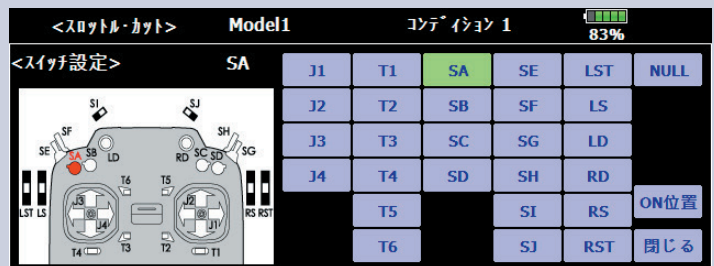 <スロットル・カット> Model1 コンディション 1 83%
<スイッチ設定> SA
J1 T1 SA SE LST NULL
J2 T2 SB SF LS
J3 T3 SC SG LD
J4 T4 SD SH RD
T5 SI RS ON位置
T6 SJ RST 閉じる
SI SJ
SF SH
SE SA SB LD RD SC SD SG
T6 T5
LST LS J3 J2 RS RST
J4 J1
T4 T3 T2 T1